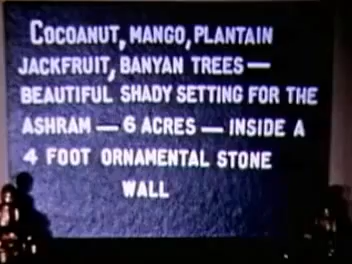 COCOANUT, MANGO, PLANTAIN
JACKFRUIT, BANYAN TREES —
BEAUTIFUL SHADY SETTING FOR THE
ASHRAM — 6 ACRES — INSIDE A
4 FOOT ORNAMENTAL STONE
WALL